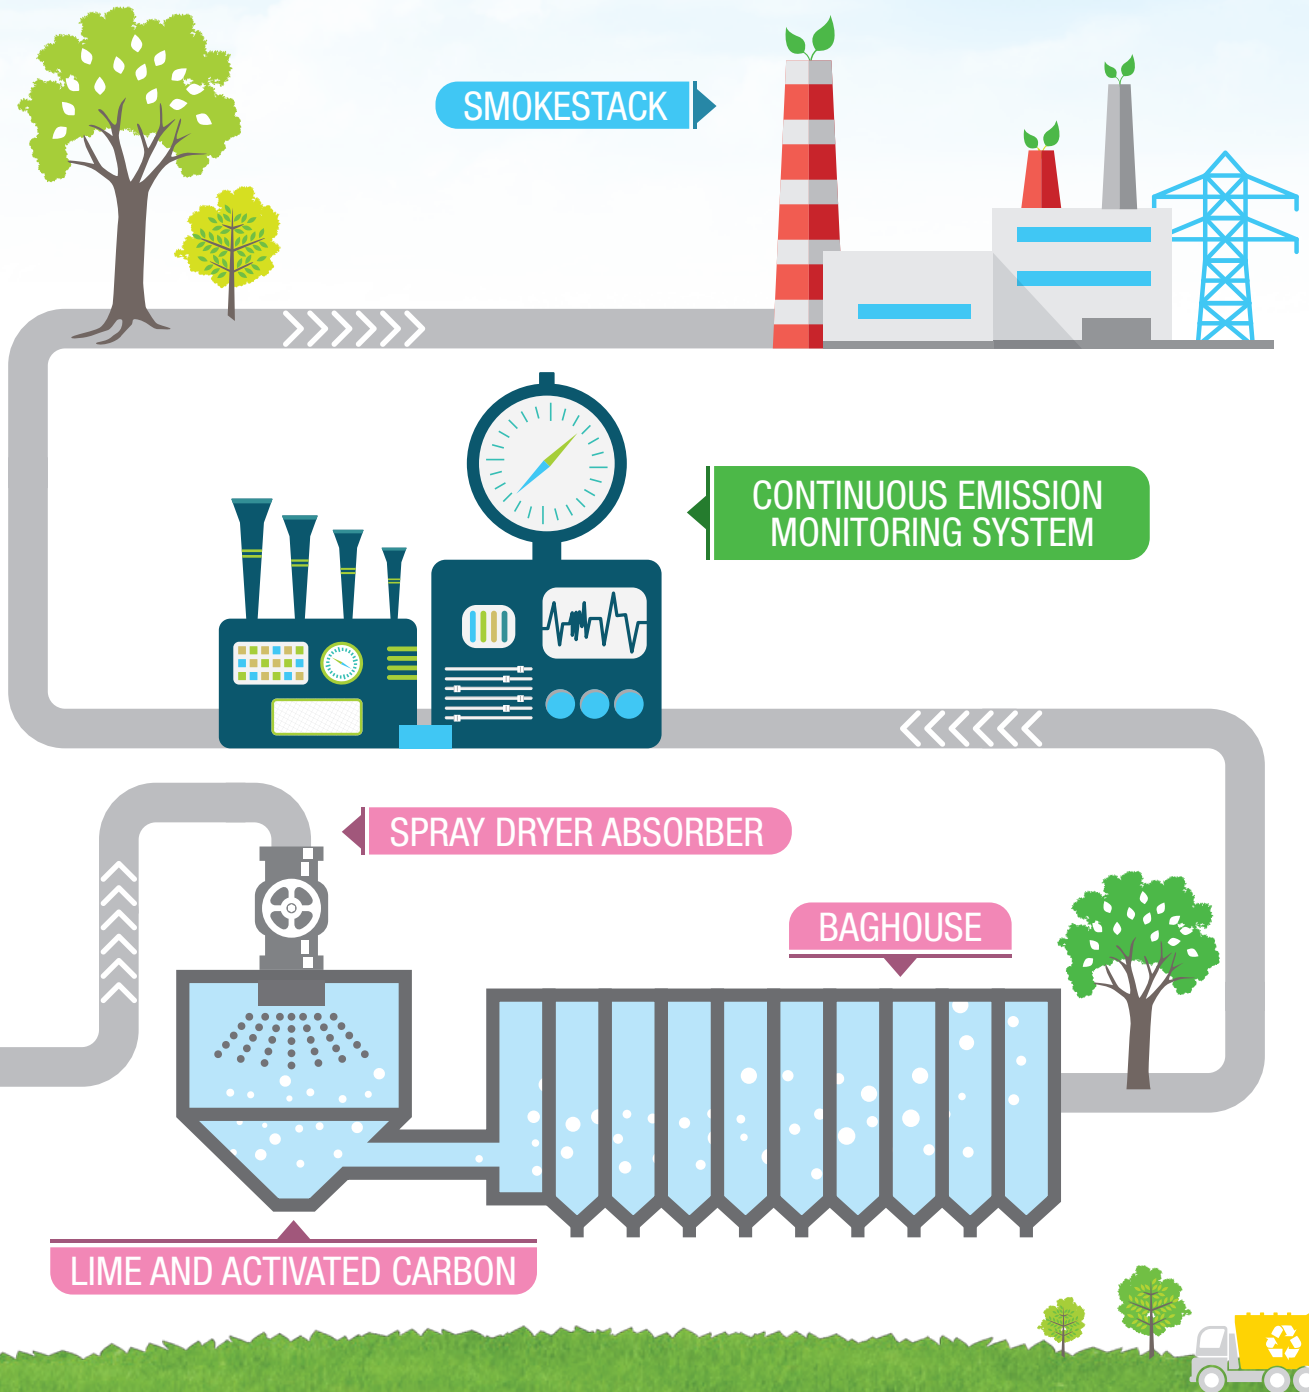 SMOKESTACK
CONTINUOUS EMISSION
MONITORING SYSTEM
SPRAY DRYER ABSORBER
BAGHOUSE
LIME AND ACTIVATED CARBON